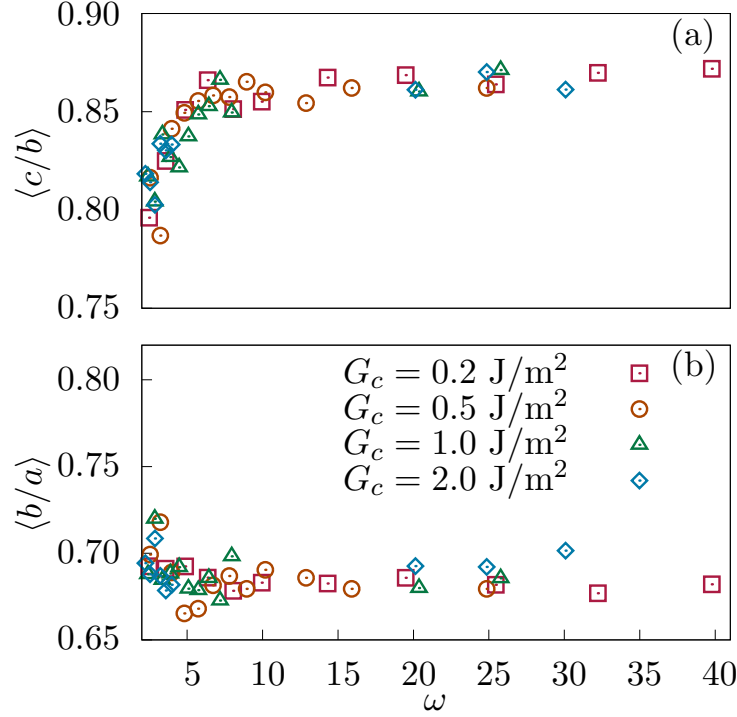 0.90
(a)
0.85
⟨c/b⟩
0.80
0.75
(b)
0.80
G_c = 0.2 J/m²
G_c = 0.5 J/m²
0.75
G_c = 1.0 J/m²
⟨b/a⟩
G_c = 2.0 J/m²
0.70
0.65
5 10 15 20 25 30 35 40
ω